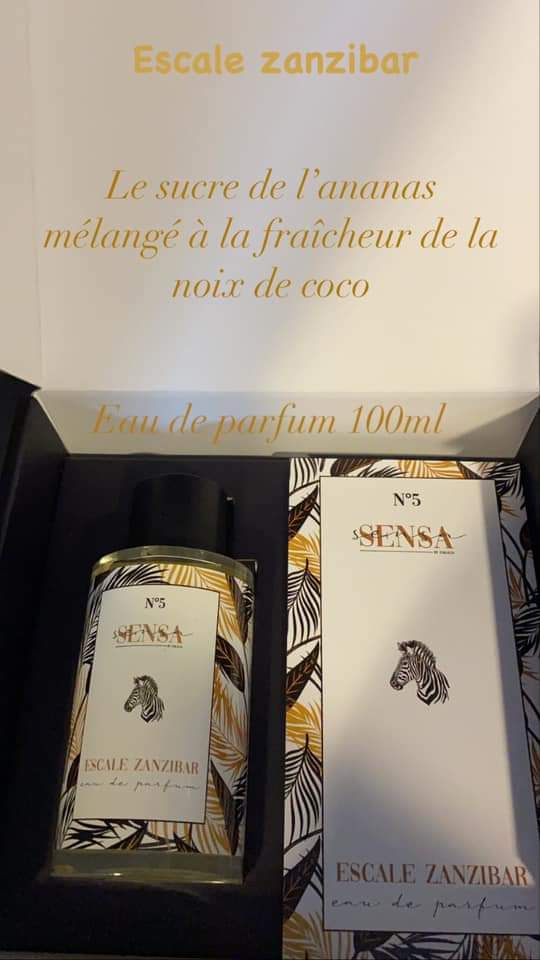 Escale zanzibar
Le sucre de l’ananas
mélangé à la fraîcheur de la
noix de coco
Eau de parfum 100ml
N°5
SENSA
ESCALE ZANZIBAR
eau de parfum
N°5
SENSA
ESCALE ZANZIBAR
eau de parfum